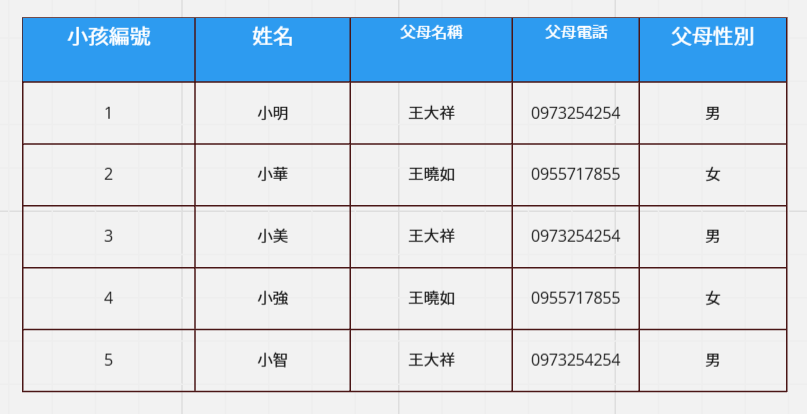 小孩編號 姓名 父母名稱 父母電話 父母性別
1 小明 王大祥 0973254254 男
2 小華 王曉如 0955717855 女
3 小美 王大祥 0973254254 男
4 小強 王曉如 0955717855 女
5 小智 王大祥 0973254254 男